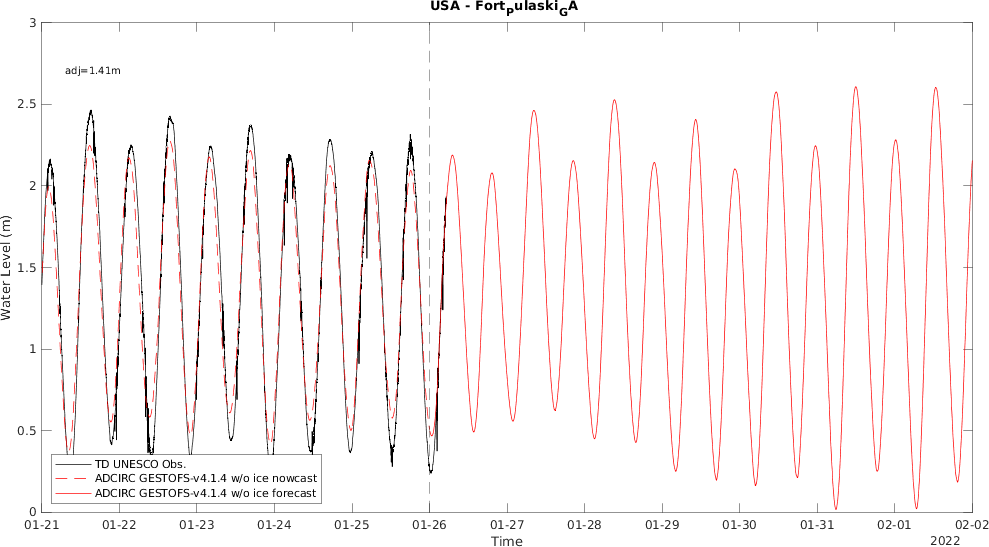 USA - Fort_Pulaski_GA
adj=1.41m
Water Level (m)
3
2.5
2
1.5
1
0.5
0
TD UNESCO Obs.
ADCIRC GESTOFS-v4.1.4 w/o ice nowcast
ADCIRC GESTOFS-v4.1.4 w/o ice forecast
01-21 01-22 01-23 01-24 01-25 01-26 01-27 01-28 01-29 01-30 01-31 02-01 02-02
Time
2022